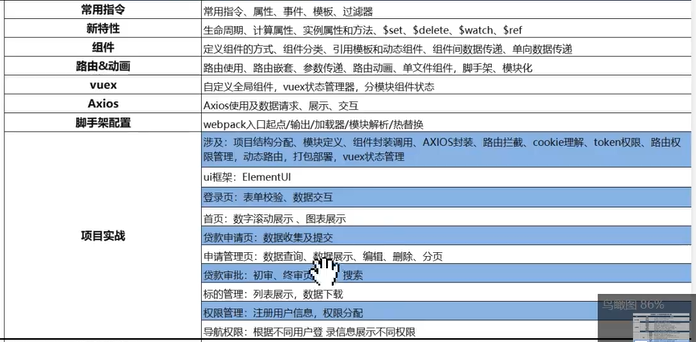 常用指令 常用指令、属性、事件、模板、过滤器
新特性 生命周期、计算属性、实例属性和方法、$set、$delete、$watch、$ref
组件 定义组件的方式、组件分类、引用模板和动态组件、组件间数据传递、单向数据传递
路由&动画 路由使用、路由嵌套、参数传递、路由动画、单文件组件，脚手架、模块化
vuex 自定义全局组件，vuex状态管理器，分模块组件状态
Axios Axios使用及数据请求、展示、交互
脚手架配置 webpack入口起点/输出/加载器/模块解析/热替换
项目实战
涉及：项目结构分配、模块定义、组件封装调用、AXIOS封装、路由拦截、cookie理解、token权限、路由权
限管理，动态路由，打包部署，vuex状态管理
ui框架：ElementUI
登录页：表单校验、数据交互
首页：数字滚动展示 、图表展示
贷款申请页：数据收集及提交
申请管理页：数据查询、数据展示、编辑、删除、分页
贷款审批：初审、终审页 搜索
标的管理：列表展示，数据下载
权限管理：注册用户信息，权限分配
导航权限：根据不同用户登 录信息展示不同权限
鸟瞰图 86%